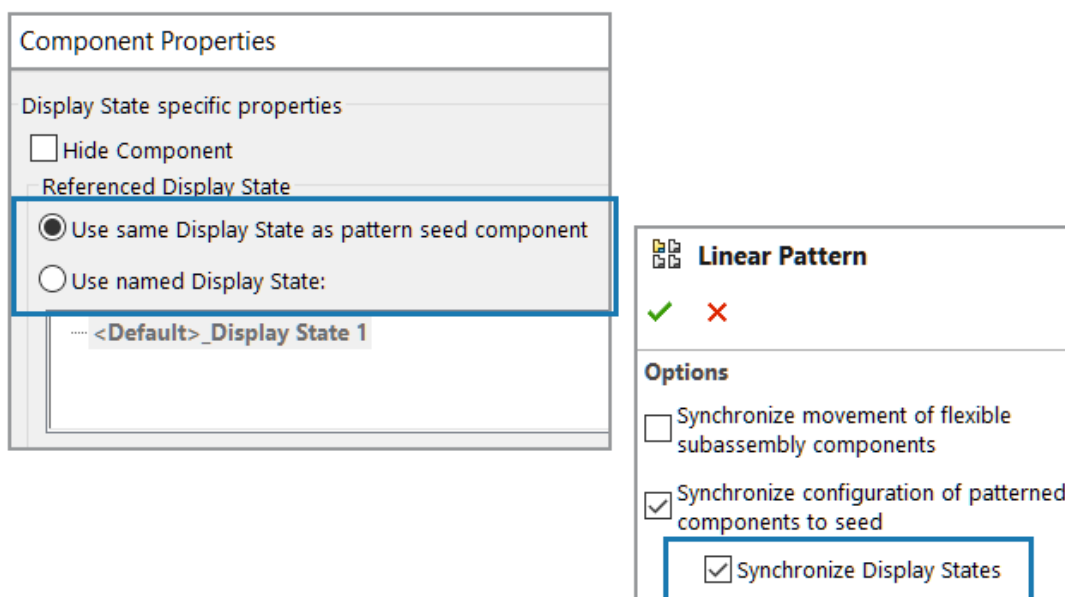 Component Properties
Display State specific properties
Hide Component
Referenced Display State
Use same Display State as pattern seed component
Use named Display State:
<Default>_Display State 1
Linear Pattern
Options
Synchronize movement of flexible
subassembly components
Synchronize configuration of patterned
components to seed
Synchronize Display States